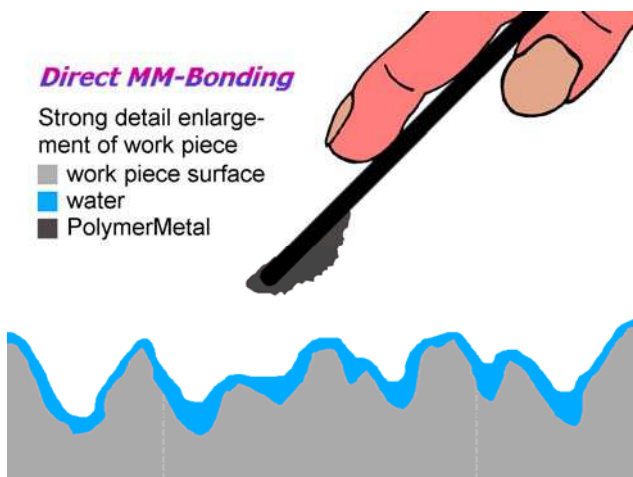 Direct MM-Bonding
Strong detail enlarge-
ment of work piece
work piece surface
water
PolymerMetal